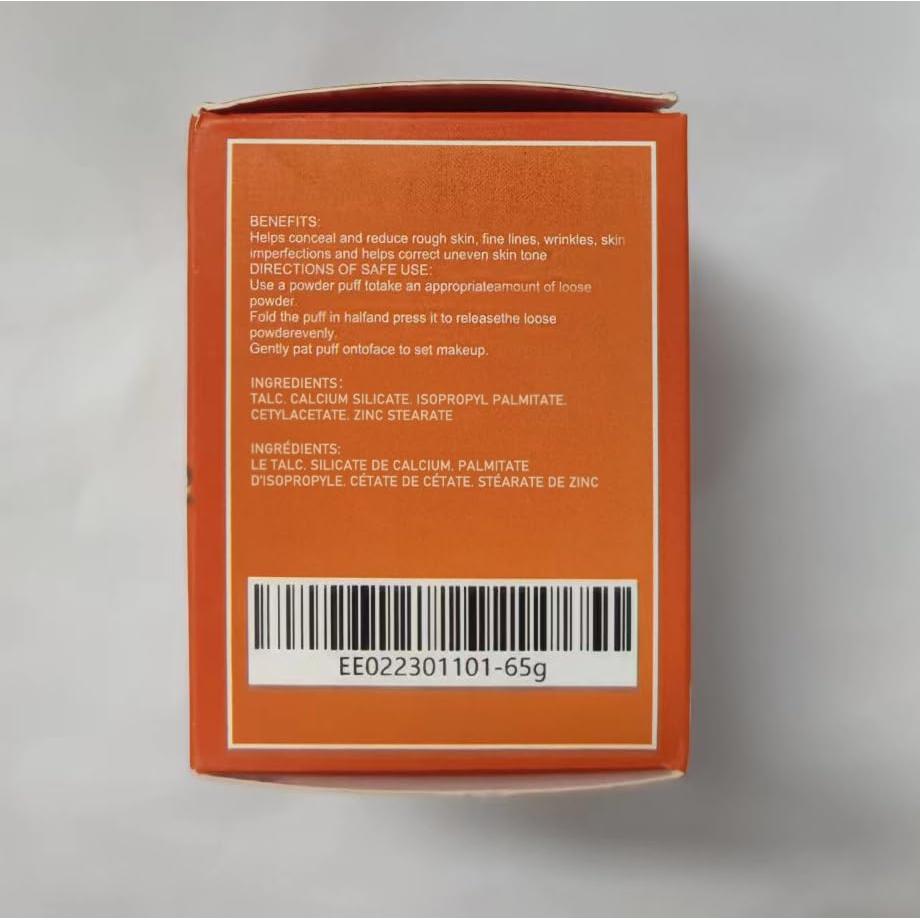 BENEFITS:
Helps conceal and reduce rough skin, fine lines, wrinkles, skin
imperfections and helps correct uneven skin tone
DIRECTIONS OF SAFE USE:
Use a powder puff totake an appropriateamount of loose
powder.
Fold the puff in halfand press it to releasethe loose
powderevenly.
Gently pat puff ontoface to set makeup.
INGREDIENTS:
TALC. CALCIUM SILICATE. ISOPROPYL PALMITATE.
CETYLACETATE. ZINC STEARATE
INGRÉDIENTS:
LE TALC. SILICATE DE CALCIUM. PALMITATE
D'ISOPROPYLE. CÉTATE DE CÉTATE. STÉARATE DE ZINC
EE022301101-65g